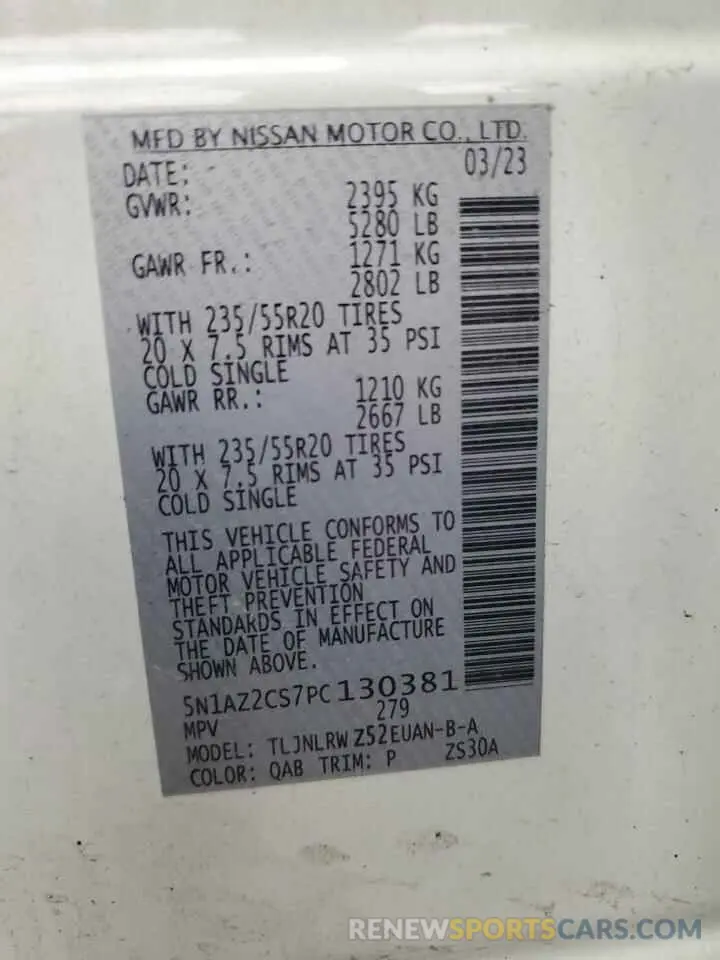 MFD BY NISSAN MOTOR CO., LTD.
DATE: 03/23
GVWR: 2395 KG
5280 LB
GAWR FR.: 1271 KG
2802 LB
WITH 235/55R20 TIRES
20 X 7.5 RIMS AT 35 PSI
COLD SINGLE
GAWR RR.: 1210 KG
2667 LB
WITH 235/55R20 TIRES
20 X 7.5 RIMS AT 35 PSI
COLD SINGLE
THIS VEHICLE CONFORMS TO
ALL APPLICABLE FEDERAL
MOTOR VEHICLE SAFETY AND
THEFT PREVENTION
STANDARDS IN EFFECT ON
THE DATE OF MANUFACTURE
SHOWN ABOVE.
5N1AZ2CS7PC130381
MPV 279
MODEL: TLJNLRWZ52EUAN-B-A
COLOR: QAB TRIM: P ZS30A
RENEWSPORTSCARS.COM